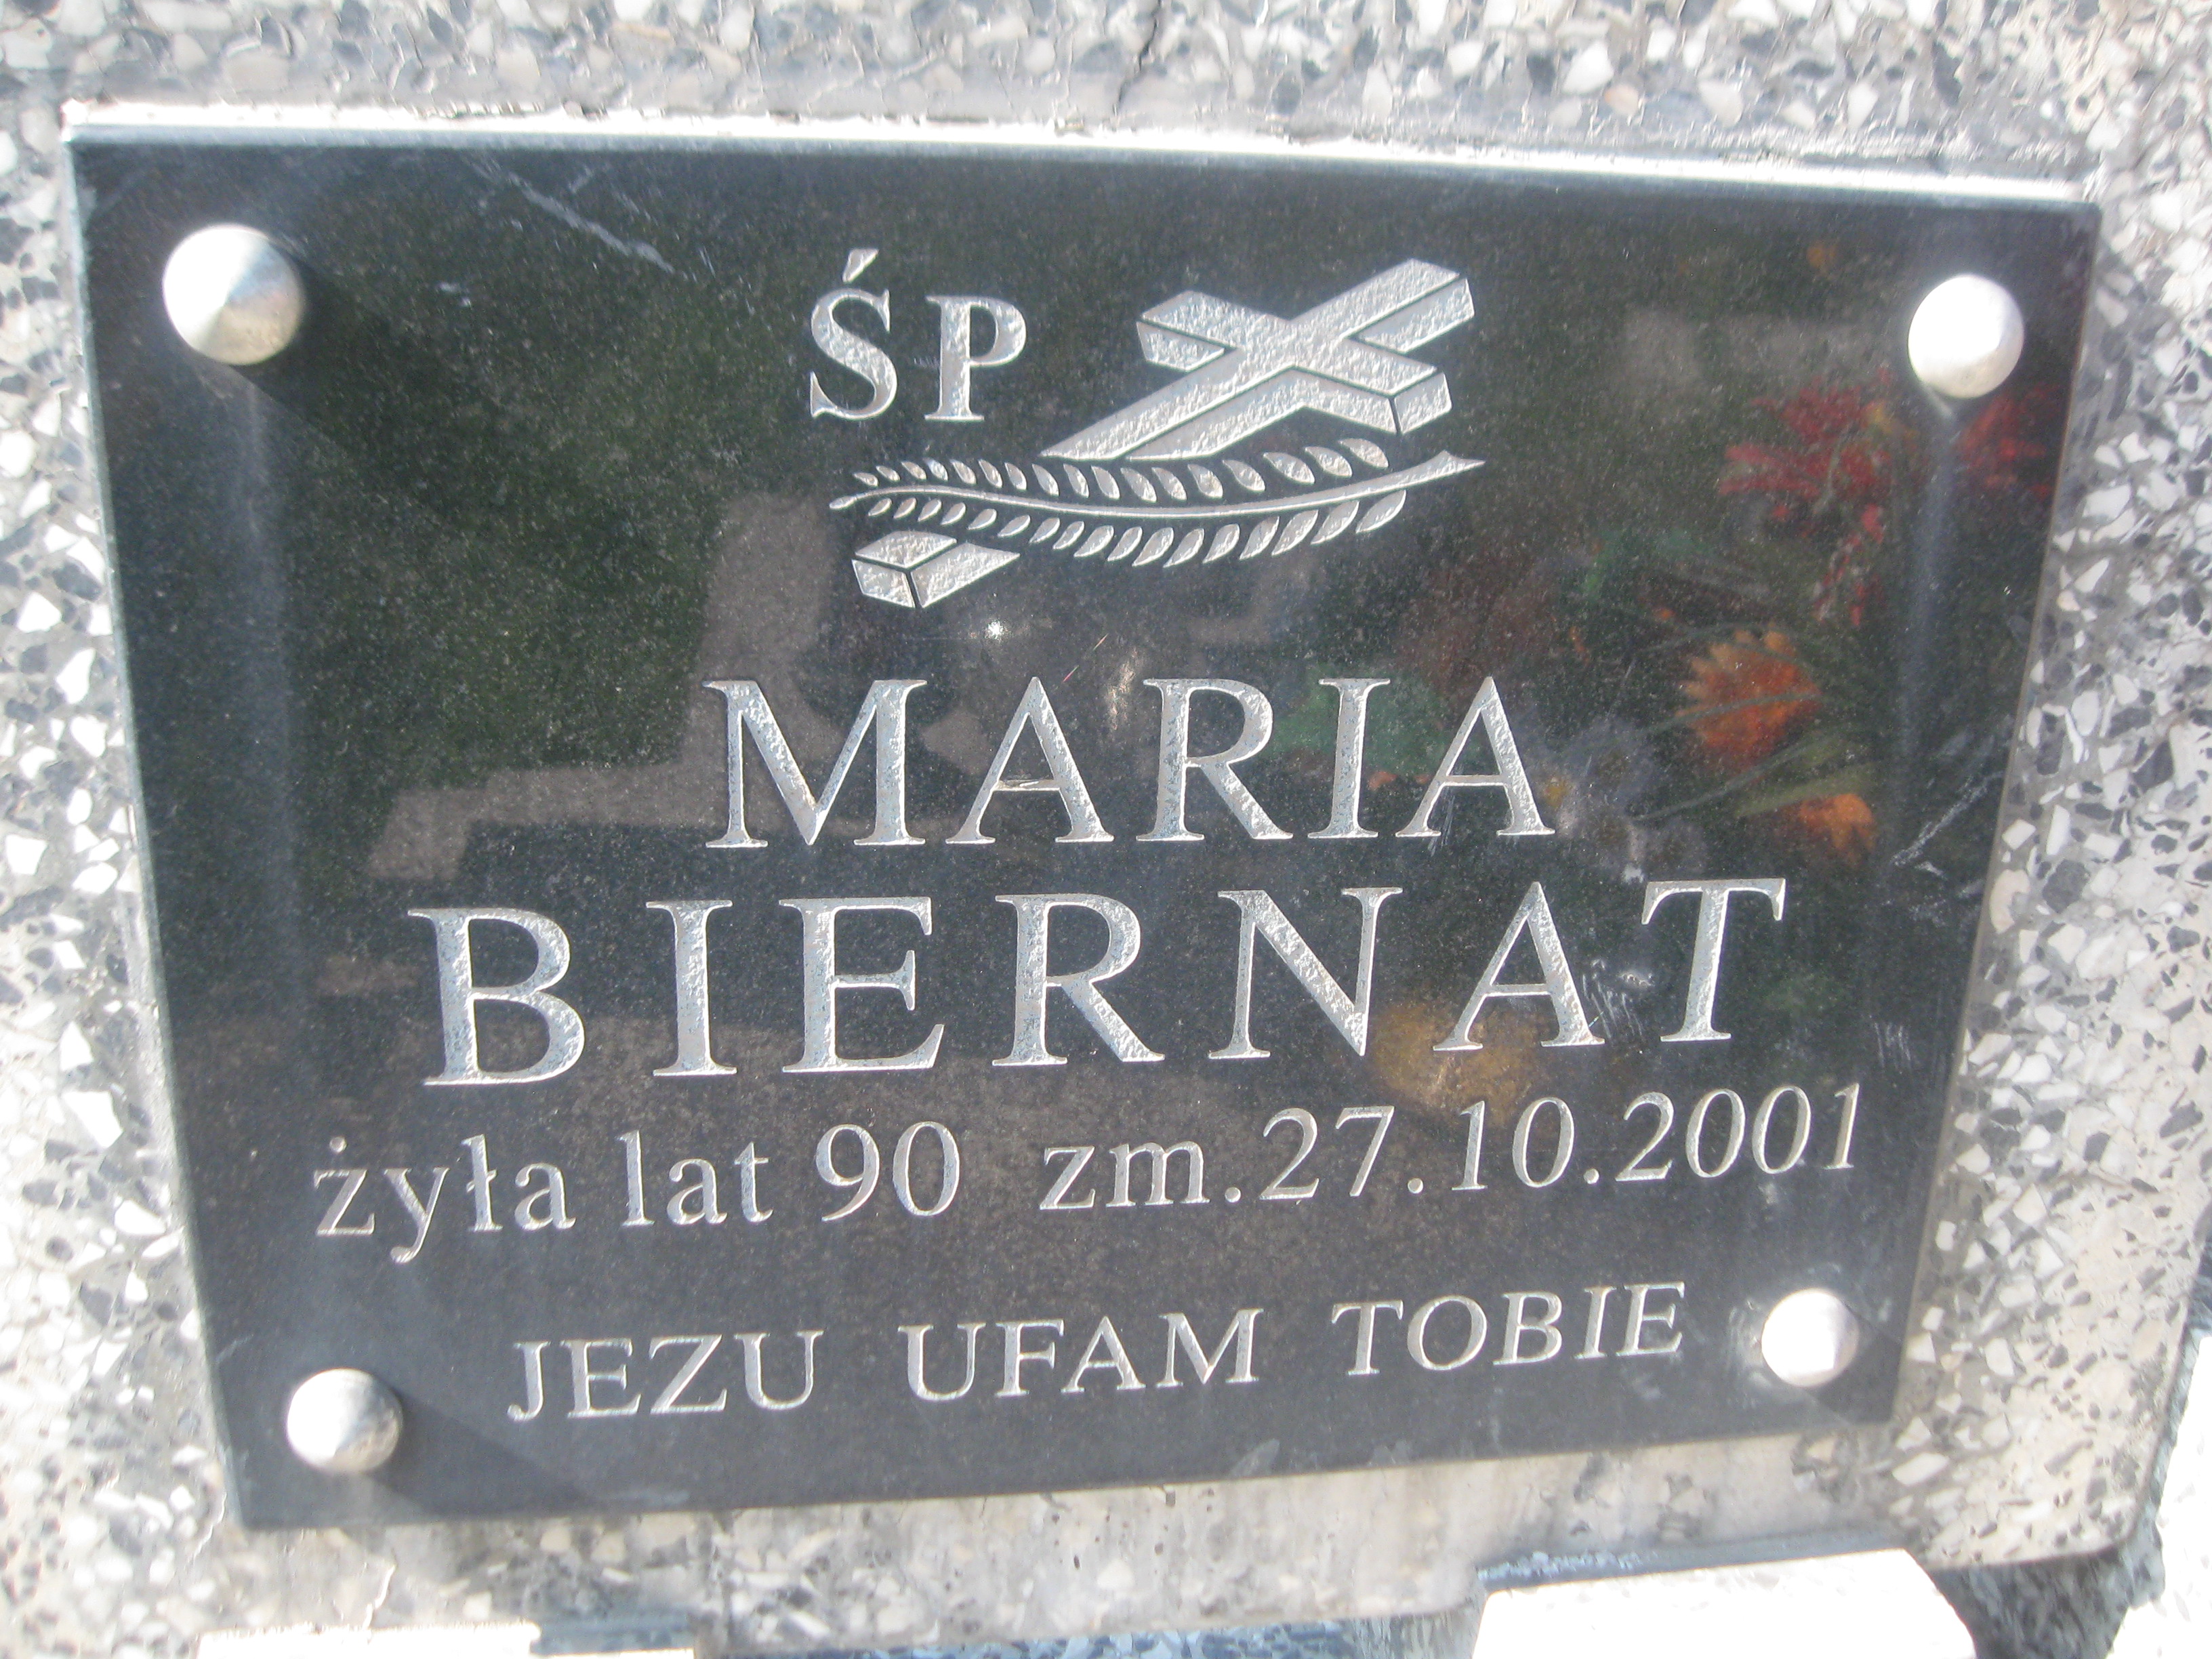 ŚP
MARIA
BIERNAT
żyła lat 90 zm.27.10.2001
JEZU UFAM TOBIE